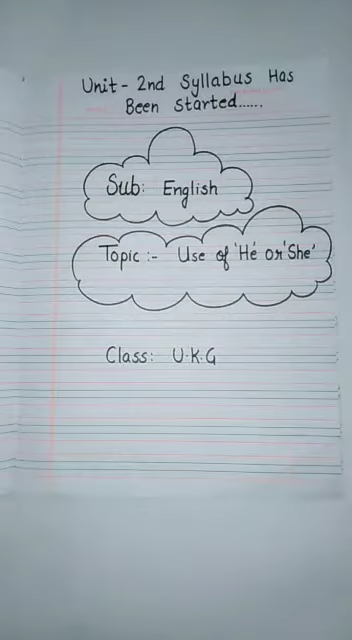 Unit- 2nd Syllabus Has
Been Started......
Sub: English
Topic :- Use of 'He' or 'She'
Class: U.K.G